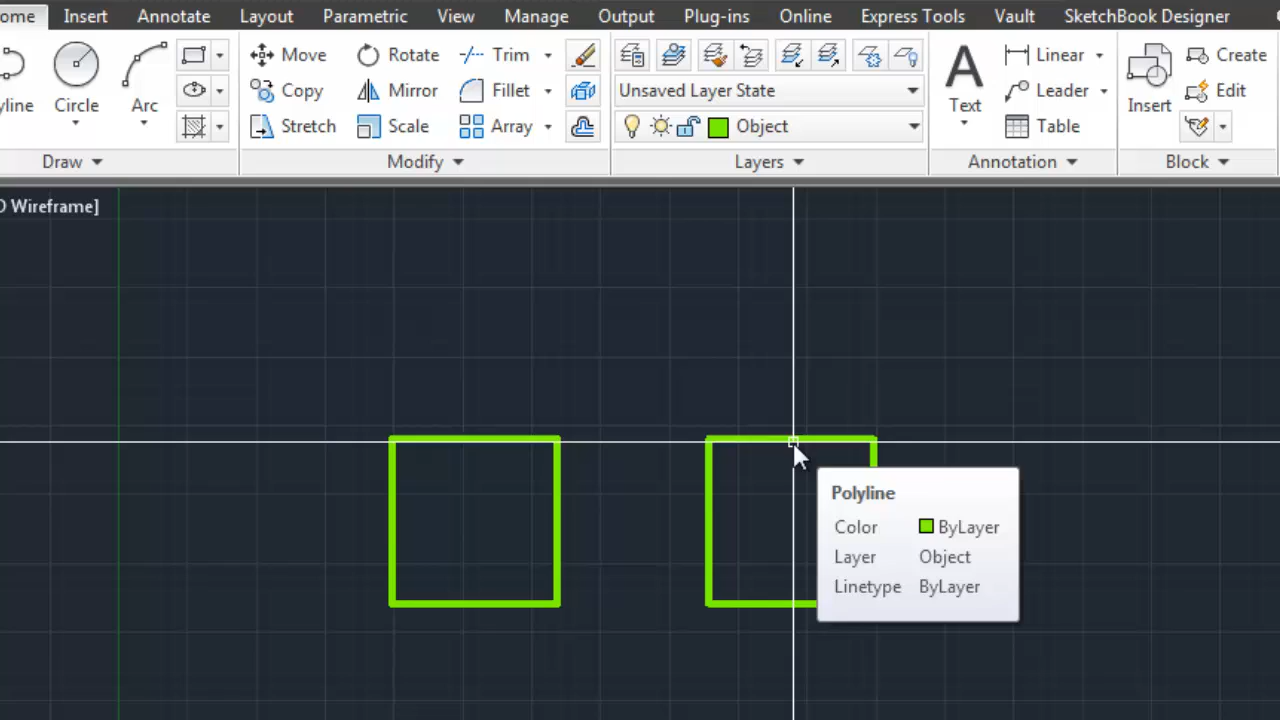 ome Insert Annotate Layout Parametric View Manage Output Plug-ins Online Express Tools Vault SketchBook Designer
Move Rotate Trim Linear Create
Unsaved Layer State
yline Circle Arc Copy Mirror Fillet Text Leader Insert Edit
Stretch Scale Array Object Table
Draw Modify Layers Annotation Block
D Wireframe]
Polyline
Color ByLayer
Layer Object
Linetype ByLayer